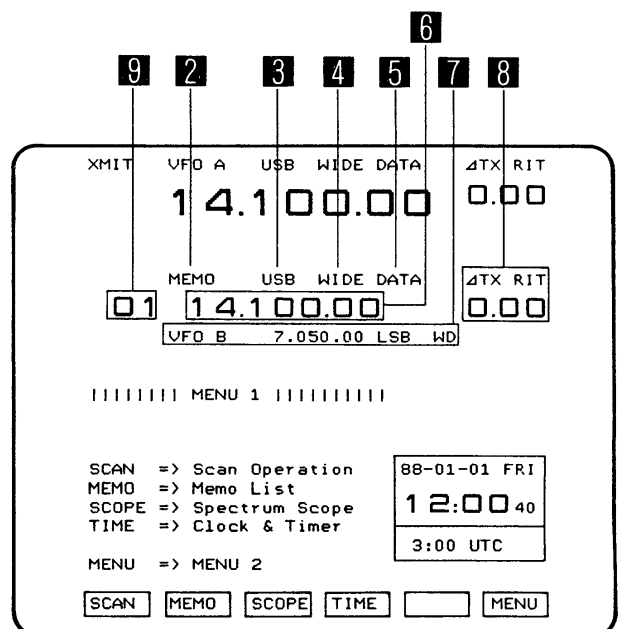 6
9 2 3 4 5 7 8
XMIT VFO A USB WIDE DATA ⊿TX RIT
14.100.00 0.00
MEMO USB WIDE DATA ⊿TX RIT
01 14.100.00 0.00
VFO B 7.050.00 LSB WD
|||||||| MENU 1 ||||||||||
SCAN => Scan Operation
MEMO => Memo List
SCOPE => Spectrum Scope
TIME => Clock & Timer
MENU => MENU 2
88-01-01 FRI
12:00 40
3:00 UTC
SCAN MEMO SCOPE TIME MENU